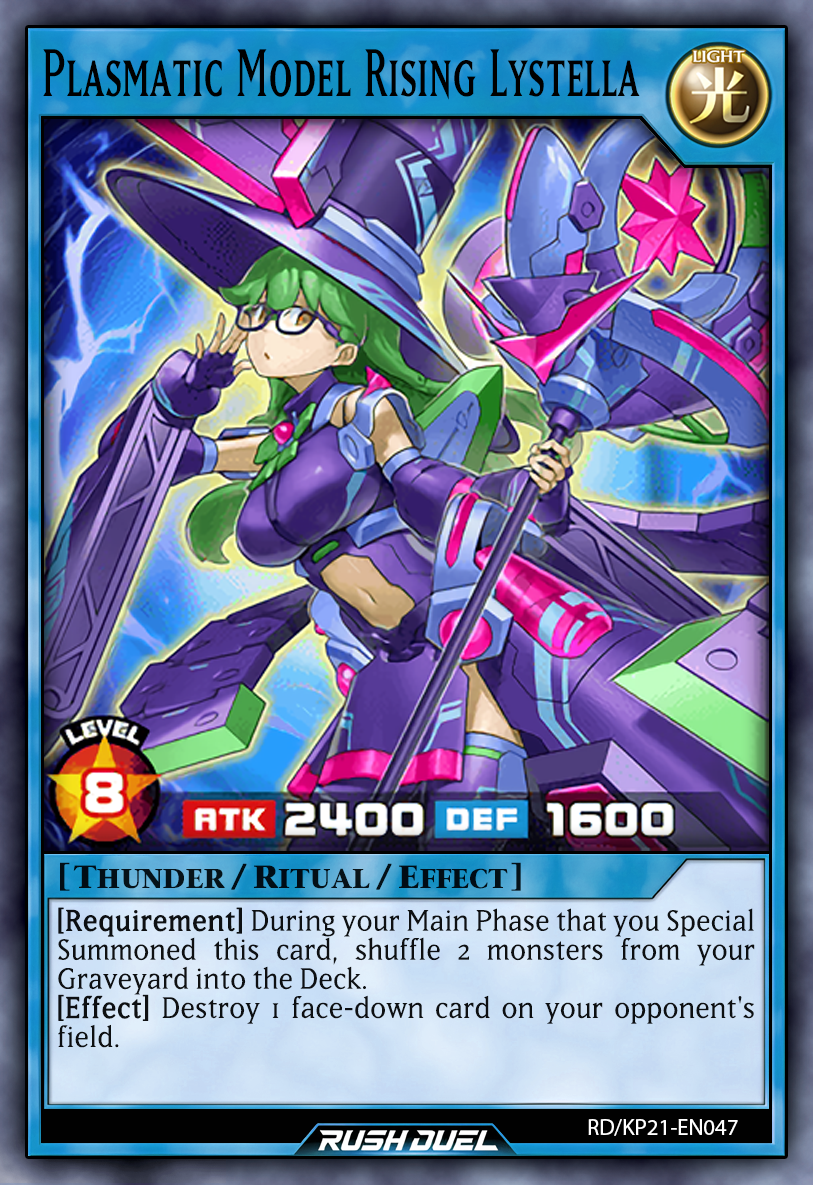 Plasmatic Model Rising Lystella
LIGHT
光
LEVEL
8
ATK 2400 DEF 1600
[Thunder / Ritual / Effect]
[Requirement] During your Main Phase that you Special
Summoned this card, shuffle 2 monsters from your
Graveyard into the Deck.
[Effect] Destroy 1 face-down card on your opponent's
field.
RD/KP21-EN047
RUSH DUEL